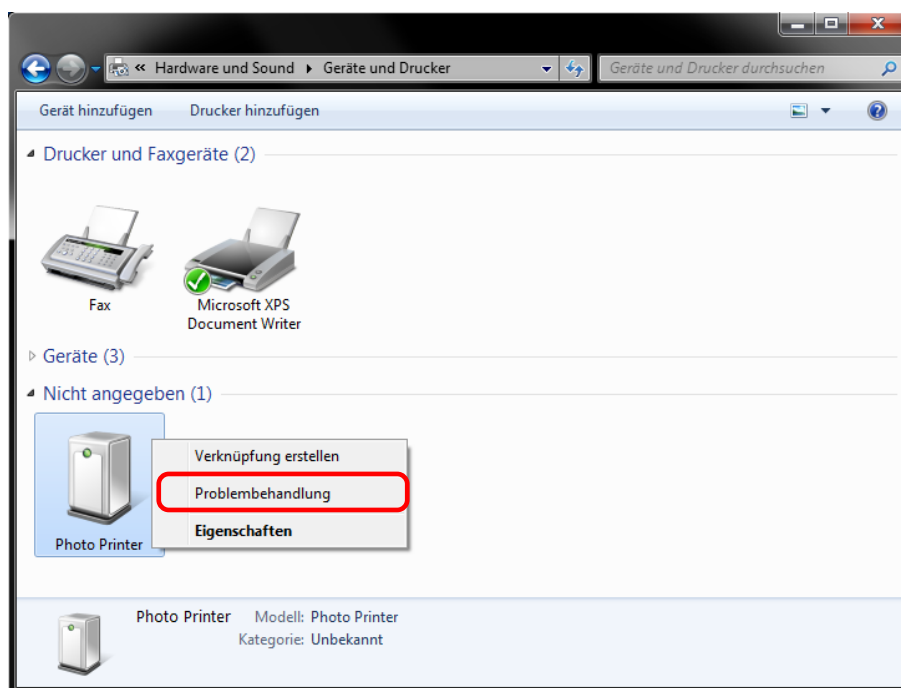 « Hardware und Sound Geräte und Drucker Geräte und Drucker durchsuchen
Gerät hinzufügen Drucker hinzufügen
Drucker und Faxgeräte (2)
Fax
Microsoft XPS
Document Writer
Geräte (3)
Nicht angegeben (1)
Verknüpfung erstellen
Problembehandlung
Eigenschaften
Photo Printer
Photo Printer Modell: Photo Printer
Kategorie: Unbekannt